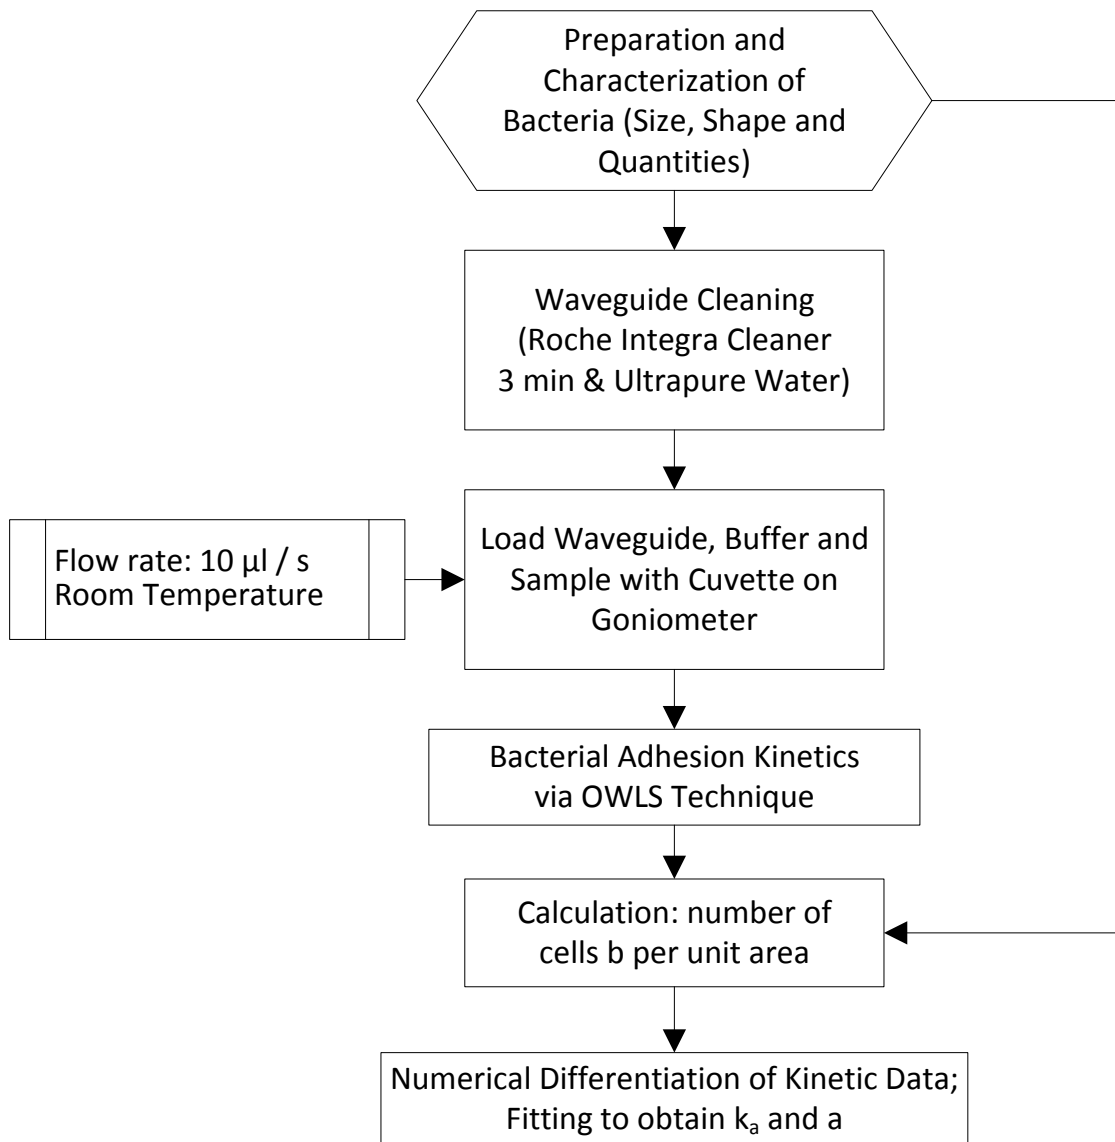 Preparation and
Characterization of
Bacteria (Size, Shape and
Quantities)
Waveguide Cleaning
(Roche Integra Cleaner
3 min & Ultrapure Water)
Flow rate: 10 µl / s
Room Temperature
Load Waveguide, Buffer and
Sample with Cuvette on
Goniometer
Bacterial Adhesion Kinetics
via OWLS Technique
Calculation: number of
cells b per unit area
Numerical Differentiation of Kinetic Data;
Fitting to obtain kₐ and a